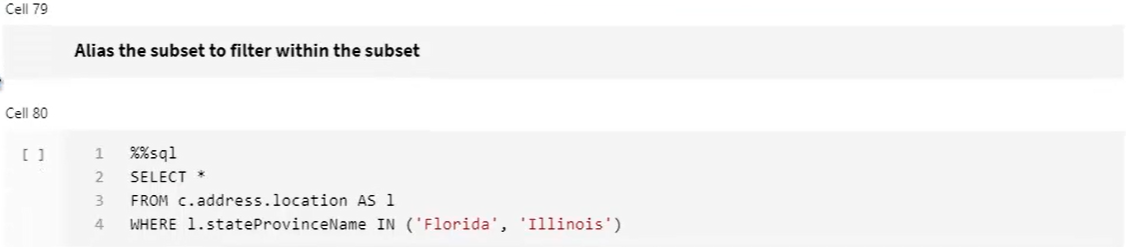 Cell 79
Alias the subset to filter within the subset
Cell 80
[ ]
1 %%sql
2 SELECT *
3 FROM c.address.location AS l
4 WHERE l.stateProvinceName IN ('Florida', 'Illinois')